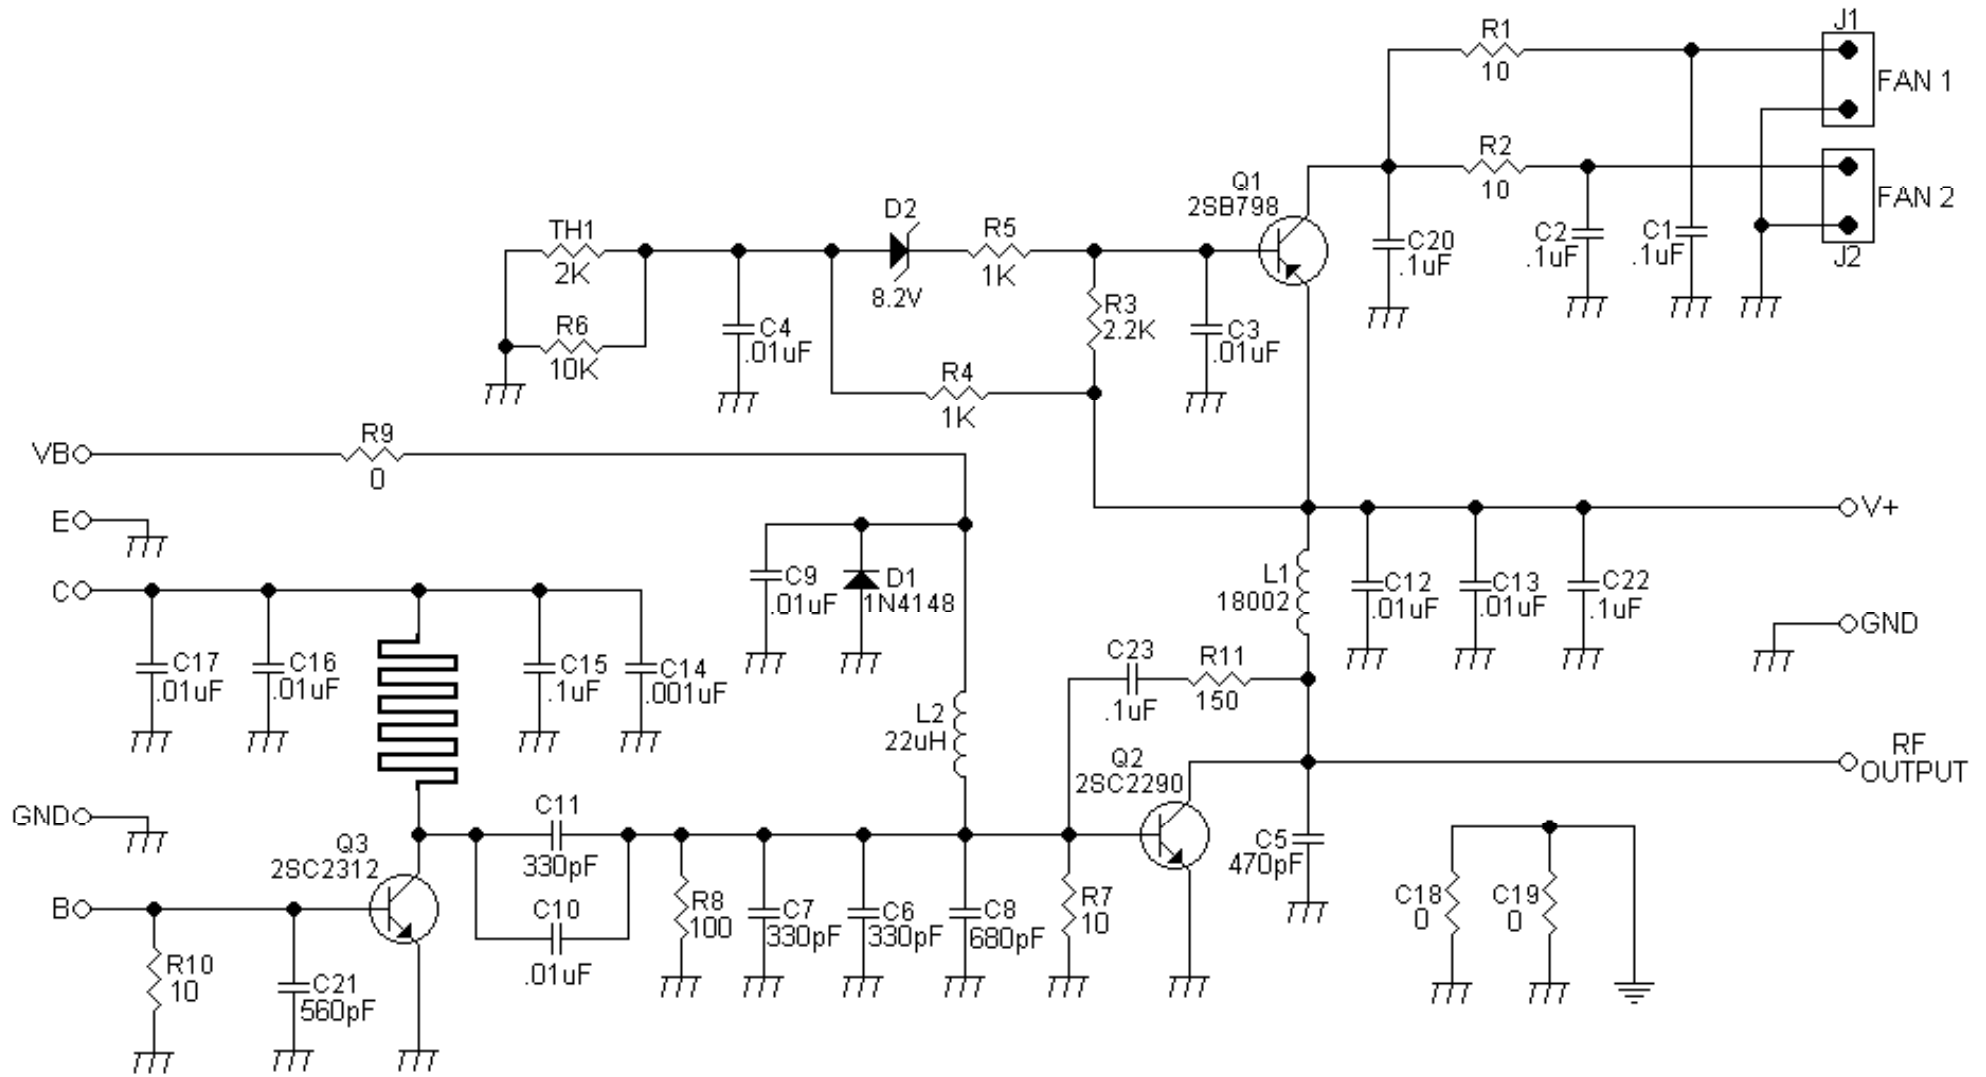 J1
R1
10
FAN 1
R2
10
FAN 2
J2
Q1
2SB798
C20
.1uF
C2
.1uF
C1
.1uF
TH1
2K
D2
8.2V
R5
1K
R6
10K
C4
.01uF
R3
2.2K
C3
.01uF
R4
1K
VB
R9
0
E
V+
C
C9
.01uF
D1
1N4148
L1
18002
C12
.01uF
C13
.01uF
C22
.1uF
GND
C17
.01uF
C16
.01uF
C15
.1uF
C14
.001uF
C23
.1uF
R11
150
L2
22uH
RF
OUTPUT
Q2
2SC2290
GND
Q3
2SC2312
C11
330pF
C5
470pF
B
C10
.01uF
R8
100
C7
330pF
C6
330pF
C8
680pF
R7
10
C18
0
C19
0
R10
10
C21
560pF